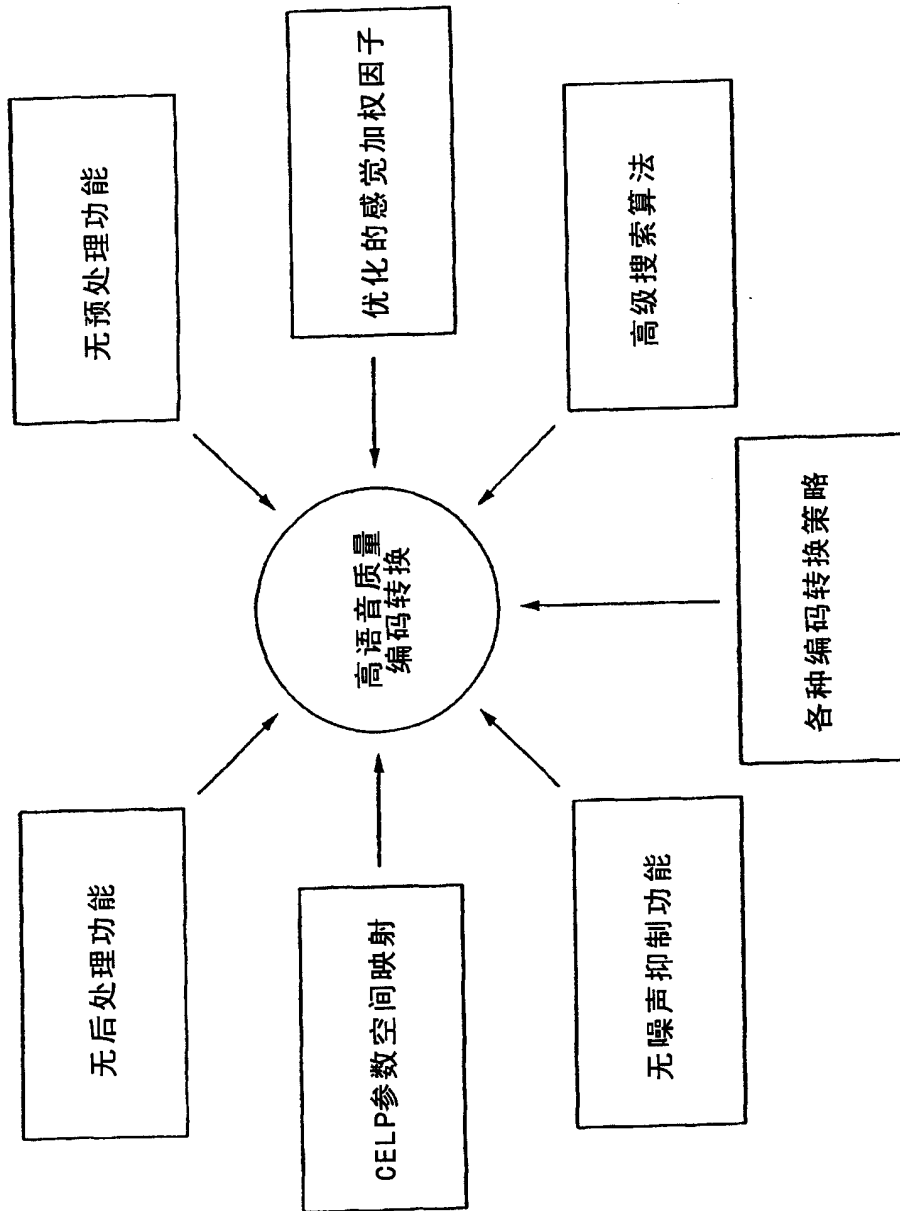 无后处理功能
无预处理功能
CELP参数空间映射
高语音质量
编码转换
优化的感觉加权因子
无噪声抑制功能
高级搜索算法
各种编码转换策略